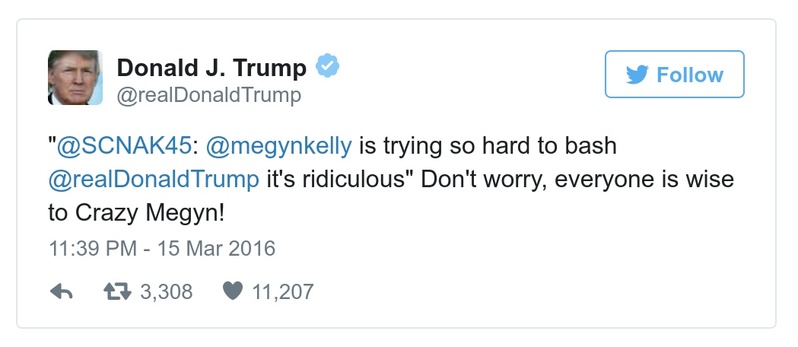 Donald J. Trump
@realDonaldTrump
Follow
"@SCNAK45: @megynkelly is trying so hard to bash
@realDonaldTrump it's ridiculous" Don't worry, everyone is wise
to Crazy Megyn!
11:39 PM - 15 Mar 2016
3,308 11,207